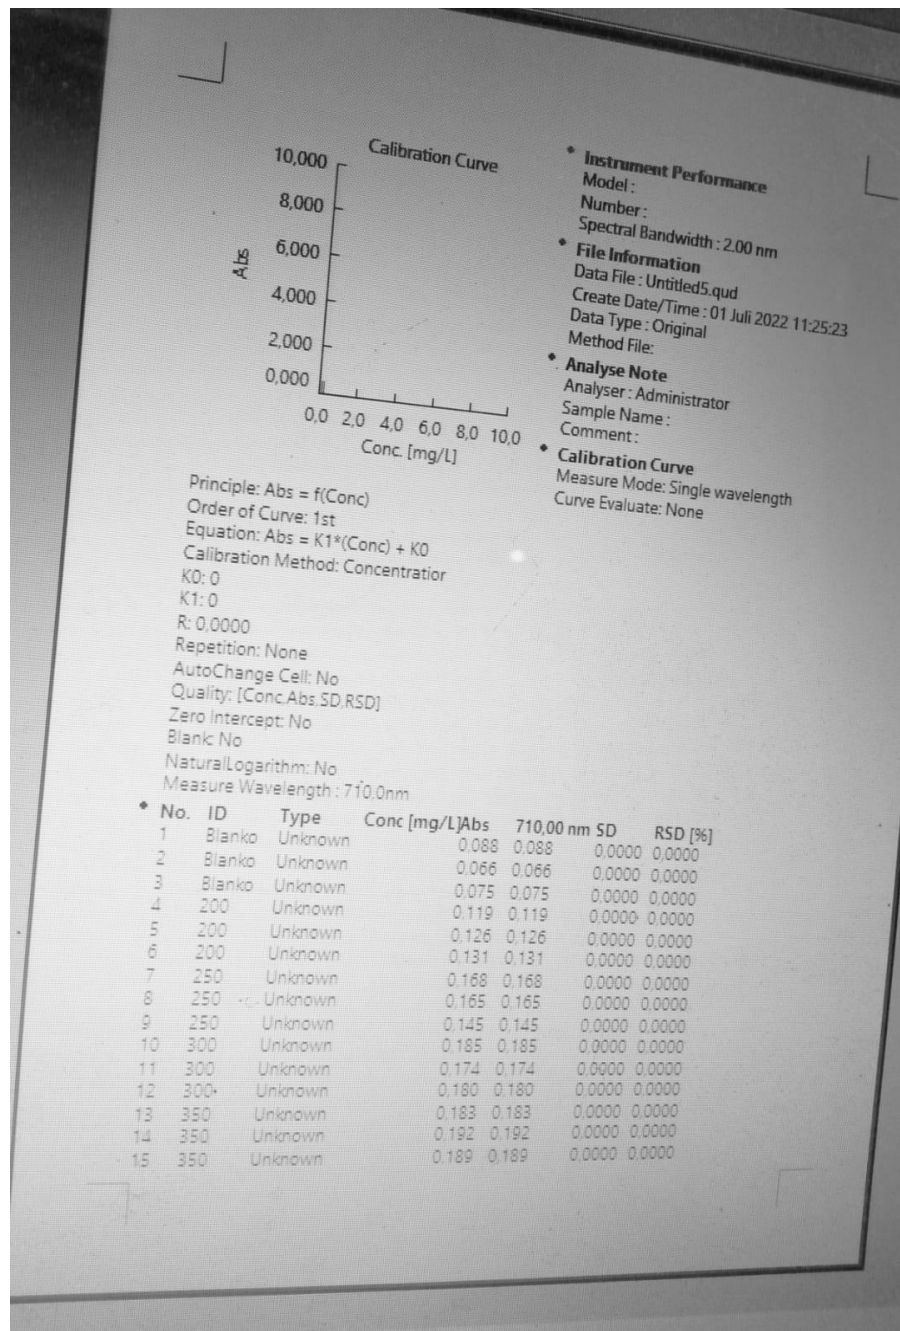 Calibration Curve
10,000
8,000
6,000
4,000
2,000
0,000
Abs
0,0 2,0 4,0 6,0 8,0 10,0
Conc. [mg/L]
Instrument Performance
Model :
Number :
Spectral Bandwidth : 2.00 nm
File Information
Data File : Untitled5.qud
Create Date/Time : 01 Juli 2022 11:25:23
Data Type : Original
Method File:
Analyse Note
Analyser : Administrator
Sample Name :
Comment :
Calibration Curve
Measure Mode: Single wavelength
Curve Evaluate: None
Principle: Abs = f(Conc)
Order of Curve: 1st
Equation: Abs = K1*(Conc) + K0
Calibration Method: Concentratior
K0: 0
K1: 0
R: 0,0000
Repetition: None
AutoChange Cell: No
Quality: [Conc,Abs,SD,RSD]
Zero Intercept: No
Blank: No
NaturalLogarithm: No
Measure Wavelength : 710,0nm
No. ID Type Conc [mg/L]Abs 710,00 nm SD RSD [%]
1 Blanko Unknown 0,088 0,088 0,0000 0,0000
2 Blanko Unknown 0,066 0,066 0,0000 0,0000
3 Blanko Unknown 0,075 0,075 0,0000 0,0000
4 200 Unknown 0,119 0,119 0,0000 0,0000
5 200 Unknown 0,126 0,126 0,0000 0,0000
6 200 Unknown 0,131 0,131 0,0000 0,0000
7 250 Unknown 0,168 0,168 0,0000 0,0000
8 250 Unknown 0,165 0,165 0,0000 0,0000
9 250 Unknown 0,145 0,145 0,0000 0,0000
10 300 Unknown 0,185 0,185 0,0000 0,0000
11 300 Unknown 0,174 0,174 0,0000 0,0000
12 300 Unknown 0,180 0,180 0,0000 0,0000
13 350 Unknown 0,183 0,183 0,0000 0,0000
14 350 Unknown 0,192 0,192 0,0000 0,0000
15 350 Unknown 0,189 0,189 0,0000 0,0000